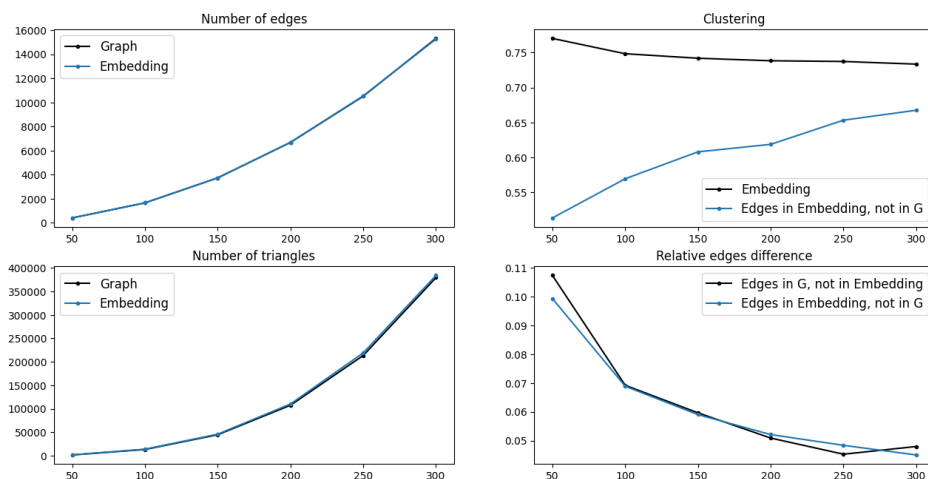 Number of edges
16000
14000
12000
10000
8000
6000
4000
2000
0
Graph
Embedding
50 100 150 200 250 300
Clustering
0.75
0.70
0.65
0.60
0.55
Embedding
Edges in Embedding, not in G
50 100 150 200 250 300
Number of triangles
400000
350000
300000
250000
200000
150000
100000
50000
0
Graph
Embedding
50 100 150 200 250 300
Relative edges difference
0.11
0.10
0.09
0.08
0.07
0.06
0.05
Edges in G, not in Embedding
Edges in Embedding, not in G
50 100 150 200 250 300